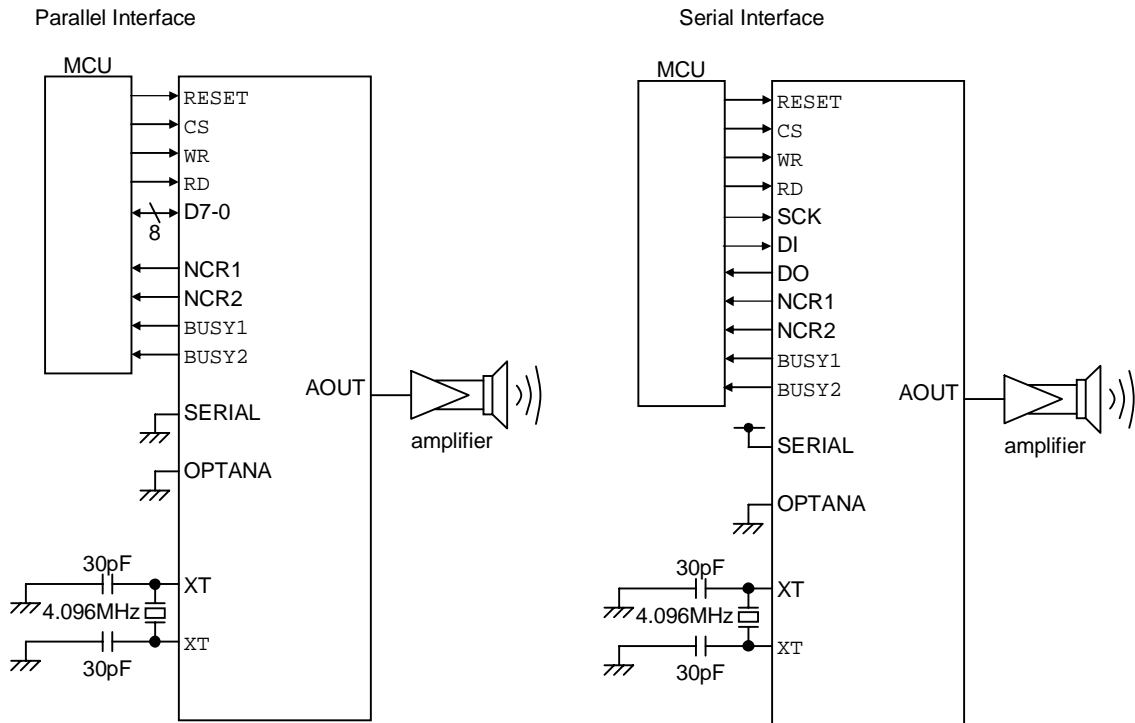 Parallel Interface
MCU
RESET
CS
WR
RD
D7-0
8
NCR1
NCR2
BUSY1
BUSY2
AOUT
amplifier
SERIAL
OPTANA
30pF
XT
4.096MHz
XT
30pF
Serial Interface
MCU
RESET
CS
WR
RD
SCK
DI
DO
NCR1
NCR2
BUSY1
BUSY2
AOUT
amplifier
SERIAL
OPTANA
30pF
XT
4.096MHz
XT
30pF